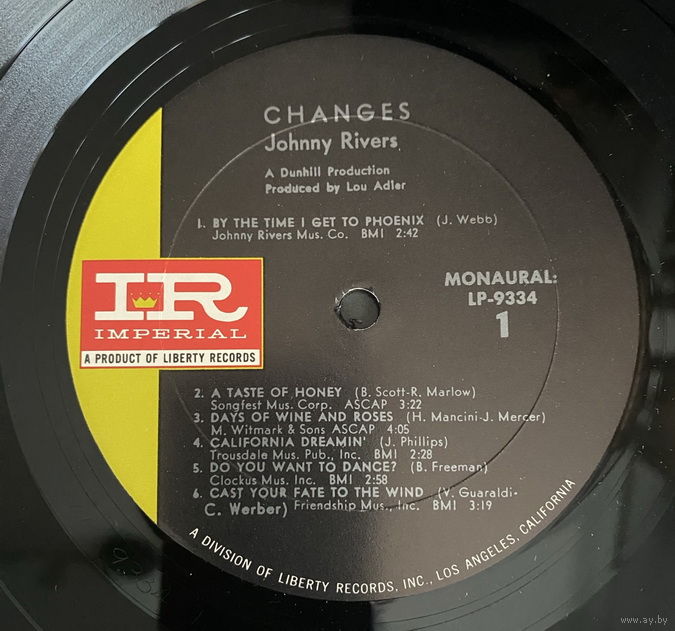 CHANGES
Johnny Rivers
A Dunhill Production
Produced by Lou Adler
1. BY THE TIME I GET TO PHOENIX (J. Webb)
Johnny Rivers Mus. Co. BMI 2:42
IR
IMPERIAL
A PRODUCT OF LIBERTY RECORDS
MONAURAL:
LP-9334
1
2. A TASTE OF HONEY (B. Scott-R. Marlow)
Songfest Mus. Corp. ASCAP 3:22
3. DAYS OF WINE AND ROSES (H. Mancini-J. Mercer)
M. Witmark & Sons ASCAP 4:05
4. CALIFORNIA DREAMIN' (J. Phillips)
Trousdale Mus. Pub., Inc. BMI 2:28
5. DO YOU WANT TO DANCE? (B. Freeman)
Clockus Mus. Inc. BMI 2:58
6. CAST YOUR FATE TO THE WIND (V. Guaraldi-
C. Werber) Friendship Mus., Inc. BMI 3:19
A DIVISION OF LIBERTY RECORDS, INC., LOS ANGELES, CALIFORNIA
www.ay.by